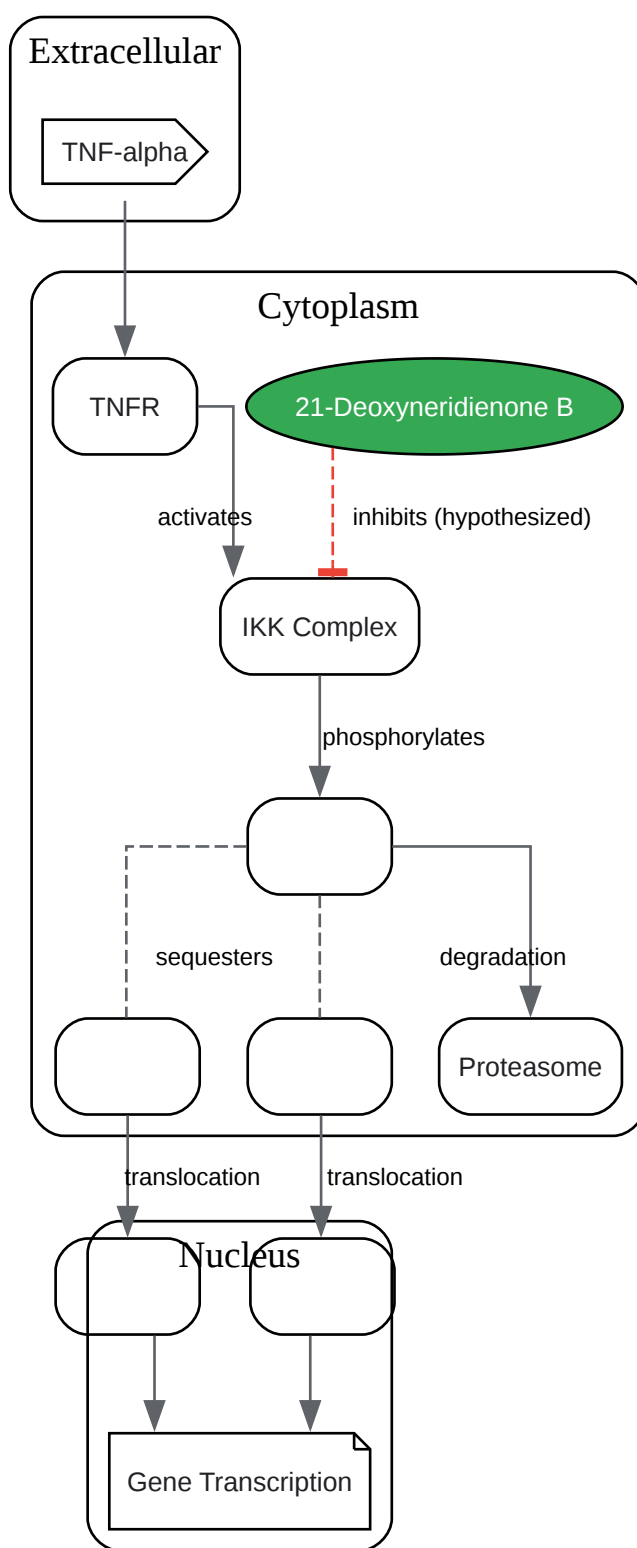 Extracellular
TNF-alpha
Cytoplasm
TNFR
21-Deoxyneridienone B
activates
inhibits (hypothesized)
IKK Complex
phosphorylates
sequesters
degradation
Proteasome
translocation
translocation
Nucleus
Gene Transcription